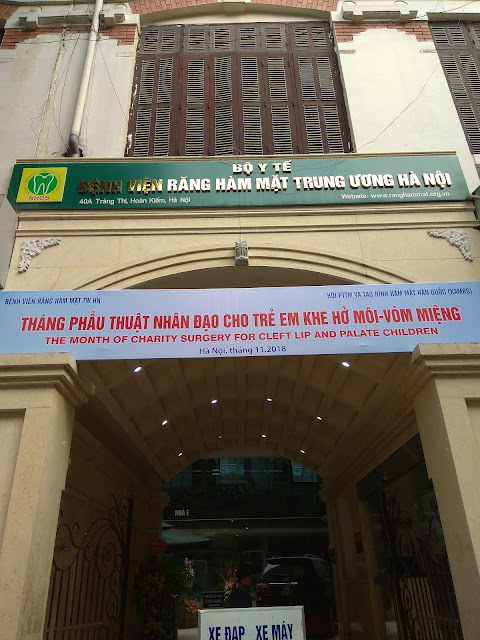 BỘ Y TẾ
BỆNH VIỆN RĂNG HÀM MẶT TRUNG ƯƠNG HÀ NỘI
NHOS
40A Tràng Thi, Hoàn Kiếm, Hà Nội
Website: www.ranghammat.org.vn
BỆNH VIỆN RĂNG HÀM MẶT TW HN
HỘI PTTM VÀ TẠO HÌNH HÀM MẶT HÀN QUỐC (KAMRS)
THÁNG PHẪU THUẬT NHÂN ĐẠO CHO TRẺ EM KHE HỞ MÔI-VÒM MIỆNG
THE MONTH OF CHARITY SURGERY FOR CLEFT LIP AND PALATE CHILDREN
Hà Nội, tháng 11.2018
NHÀ E
XE ĐẠP XE MÁY